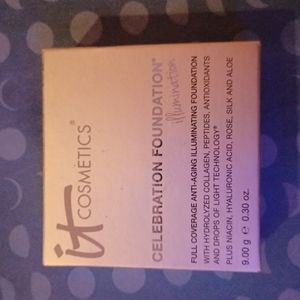 it
COSMETICS®
CELEBRATION FOUNDATION®
illumination
FULL COVERAGE ANTI-AGING ILLUMINATING FOUNDATION
WITH HYDROLYZED COLLAGEN, PEPTIDES, ANTIOXIDANTS
AND DROPS OF LIGHT TECHNOLOGY®
PLUS NIACIN, HYALURONIC ACID, ROSE, SILK AND ALOE
9.00 g ℮ 0.30 oz.